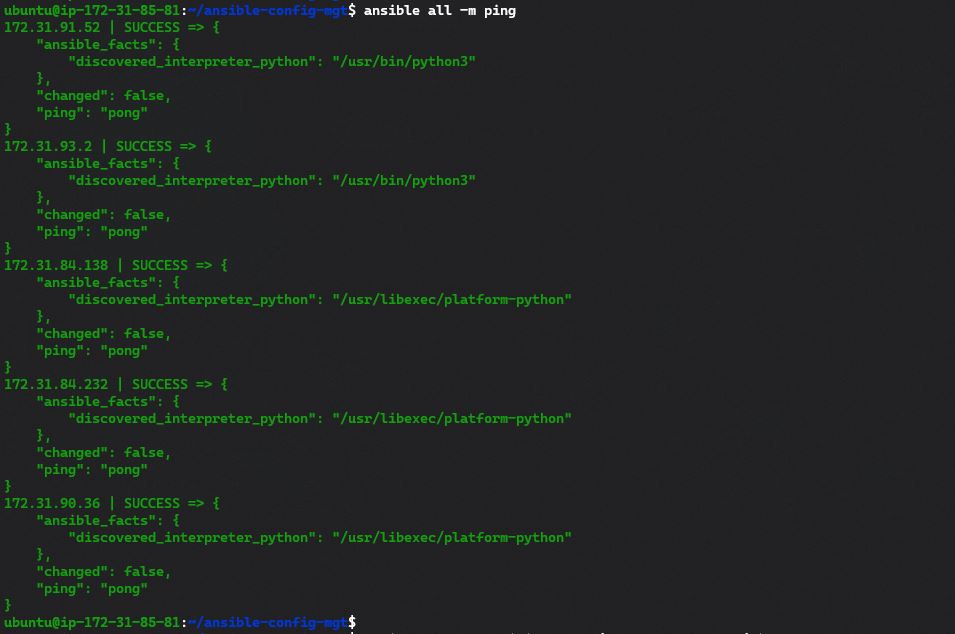 ubuntu@ip-172-31-85-81:~/ansible-config-mgt$ ansible all -m ping
172.31.91.52 | SUCCESS => {
    "ansible_facts": {
        "discovered_interpreter_python": "/usr/bin/python3"
    },
    "changed": false,
    "ping": "pong"
}
172.31.93.2 | SUCCESS => {
    "ansible_facts": {
        "discovered_interpreter_python": "/usr/bin/python3"
    },
    "changed": false,
    "ping": "pong"
}
172.31.84.138 | SUCCESS => {
    "ansible_facts": {
        "discovered_interpreter_python": "/usr/libexec/platform-python"
    },
    "changed": false,
    "ping": "pong"
}
172.31.84.232 | SUCCESS => {
    "ansible_facts": {
        "discovered_interpreter_python": "/usr/libexec/platform-python"
    },
    "changed": false,
    "ping": "pong"
}
172.31.90.36 | SUCCESS => {
    "ansible_facts": {
        "discovered_interpreter_python": "/usr/libexec/platform-python"
    },
    "changed": false,
    "ping": "pong"
}
ubuntu@ip-172-31-85-81:~/ansible-config-mgt$